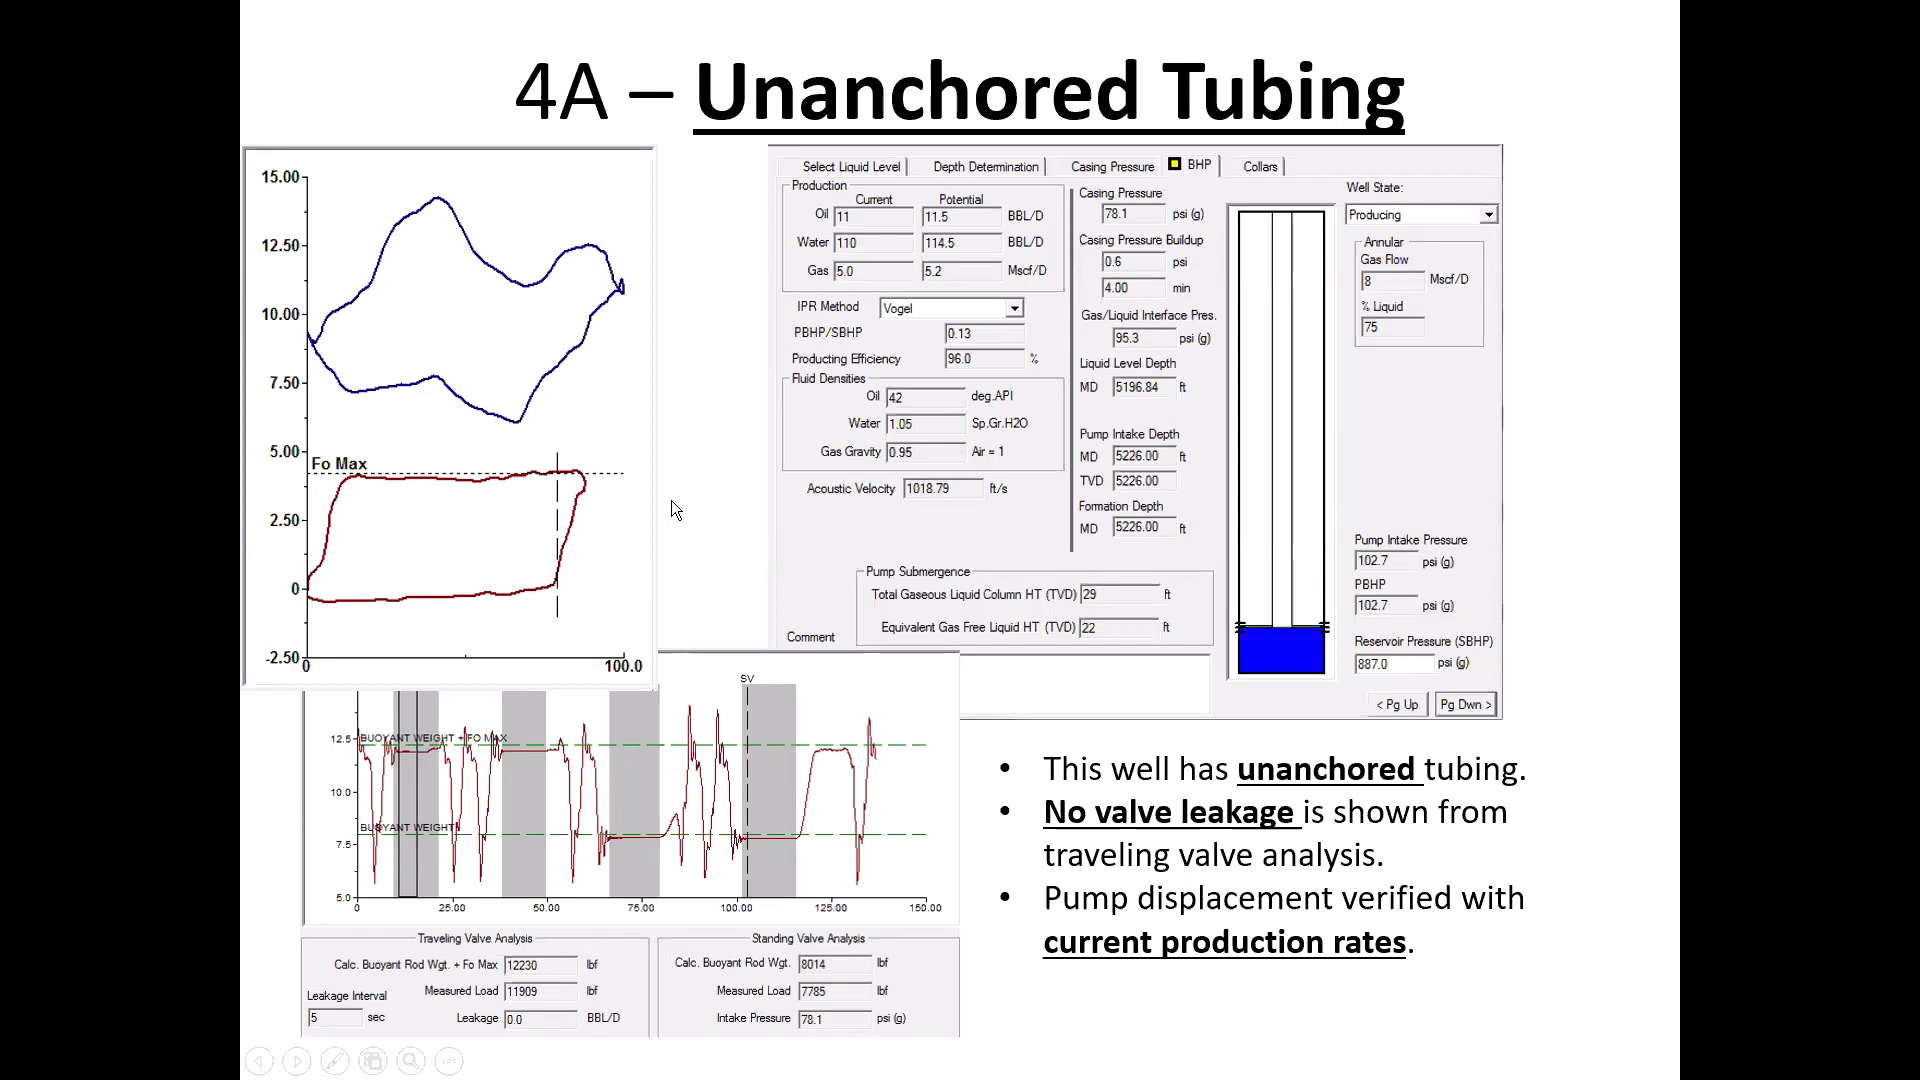 4A – Unanchored Tubing
15.00
12.50
10.00
7.50
5.00
Fo Max
2.50
0
-2.50
0 100.0
Select Liquid Level Depth Determination Casing Pressure BHP Collars
Production
Current Potential
Oil 11 11.5 BBL/D
Water 110 114.5 BBL/D
Gas 5.0 5.2 Mscf/D
IPR Method Vogel
PBHP/SBHP 0.13
Producting Efficiency 96.0 %
Fluid Densities
Oil 42 deg.API
Water 1.05 Sp.Gr.H2O
Gas Gravity 0.95 Air = 1
Acoustic Velocity 1018.79 ft/s
Casing Pressure
78.1 psi (g)
Casing Pressure Buildup
0.6 psi
4.00 min
Gas/Liquid Interface Pres.
95.3 psi (g)
Liquid Level Depth
MD 5196.84 ft
Pump Intake Depth
MD 5226.00 ft
TVD 5226.00
Formation Depth
MD 5226.00 ft
Pump Submergence
Total Gaseous Liquid Column HT (TVD) 29 ft
Equivalent Gas Free Liquid HT (TVD) 22 ft
Comment
Well State:
Producing
Annular
Gas Flow
8 Mscf/D
% Liquid
75
Pump Intake Pressure
102.7 psi (g)
PBHP
102.7 psi (g)
Reservoir Pressure (SBHP)
887.0 psi (g)
< Pg Up Pg Dwn >
SV
12.5
BUOYANT WEIGHT + FO MAX
10.0
BUOYANT WEIGHT
7.5
5.0
0 25.00 50.00 75.00 100.00 125.00 150.00
Traveling Valve Analysis
Calc. Buoyant Rod Wgt. + Fo Max 12230 lbf
Measured Load 11909 lbf
Leakage Interval
5 sec
Leakage 0.0 BBL/D
Standing Valve Analysis
Calc. Buoyant Rod Wgt. 8014 lbf
Measured Load 7785 lbf
Intake Pressure 78.1 psi (g)
• This well has unanchored tubing.
• No valve leakage is shown from
traveling valve analysis.
• Pump displacement verified with
current production rates.